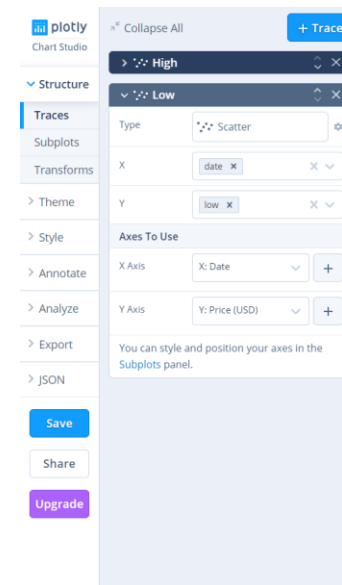 plotly
Chart Studio
Collapse All
+ Trace
Structure
Traces
Subplots
Transforms
Theme
Style
Annotate
Analyze
Export
JSON
Save
Share
Upgrade
High
Low
Type
Scatter
X
date ×
Y
low ×
Axes To Use
X Axis
X: Date
+
Y Axis
Y: Price (USD)
+
You can style and position your axes in the
Subplots panel.